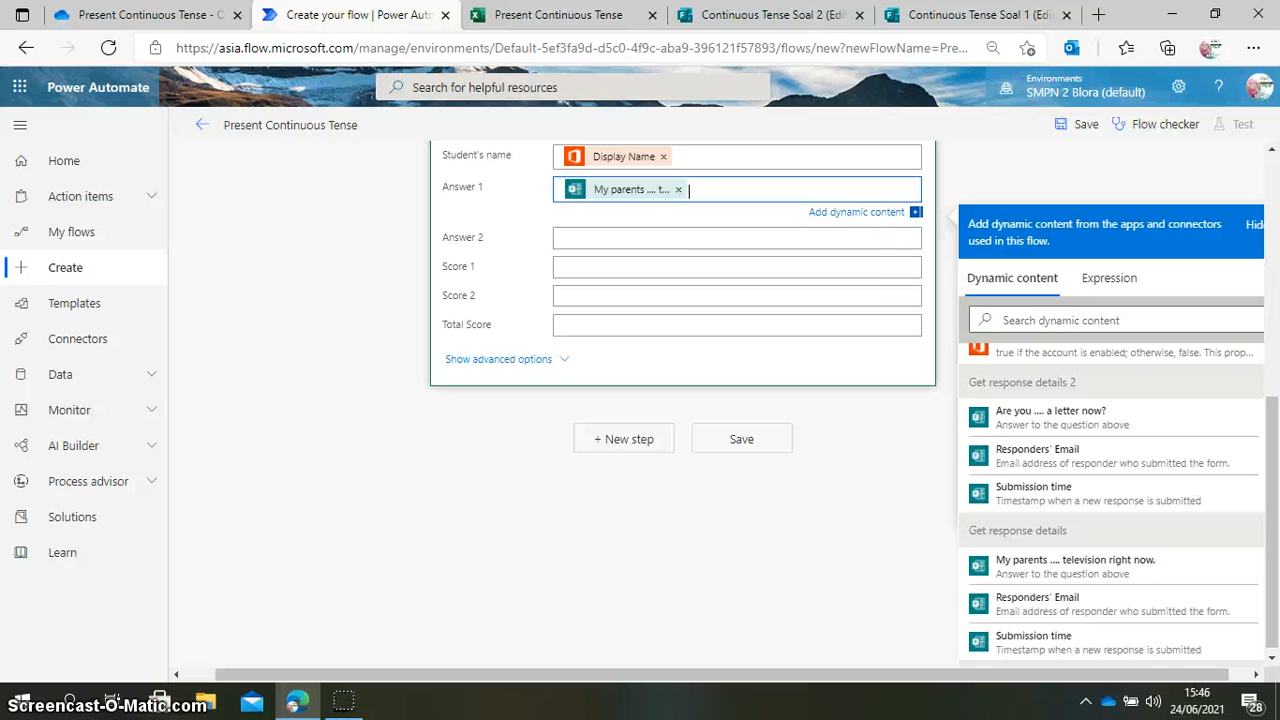 Present Continuous Tense - C
Create your flow | Power Auto
Present Continuous Tense
Continuous Tense Soal 2 (Edi
Continuous Tense Soal 1 (Edi
https://asia.flow.microsoft.com/manage/environments/Default-5ef3fa9d-d5c0-4f9c-aba9-396121f57893/flows/new?newFlowName=Pre...
Power Automate
Search for helpful resources
Environments
SMPN 2 Blora (default)
?
Present Continuous Tense
Save
Flow checker
Test
Home
Action items
My flows
Create
Templates
Connectors
Data
Monitor
AI Builder
Process advisor
Solutions
Learn
Student's name
Display Name ×
Answer 1
My parents .... t... ×
Add dynamic content
Answer 2
Score 1
Score 2
Total Score
Show advanced options
+ New step
Save
Add dynamic content from the apps and connectors
used in this flow.
Hid
Dynamic content
Expression
Search dynamic content
true if the account is enabled; otherwise, false. This prop...
Get response details 2
Are you .... a letter now?
Answer to the question above
Responders' Email
Email address of responder who submitted the form.
Submission time
Timestamp when a new response is submitted
Get response details
My parents .... television right now.
Answer to the question above
Responders' Email
Email address of responder who submitted the form.
Submission time
Timestamp when a new response is submitted
Screencast-O-Matic.com
15:46
24/06/2021
28